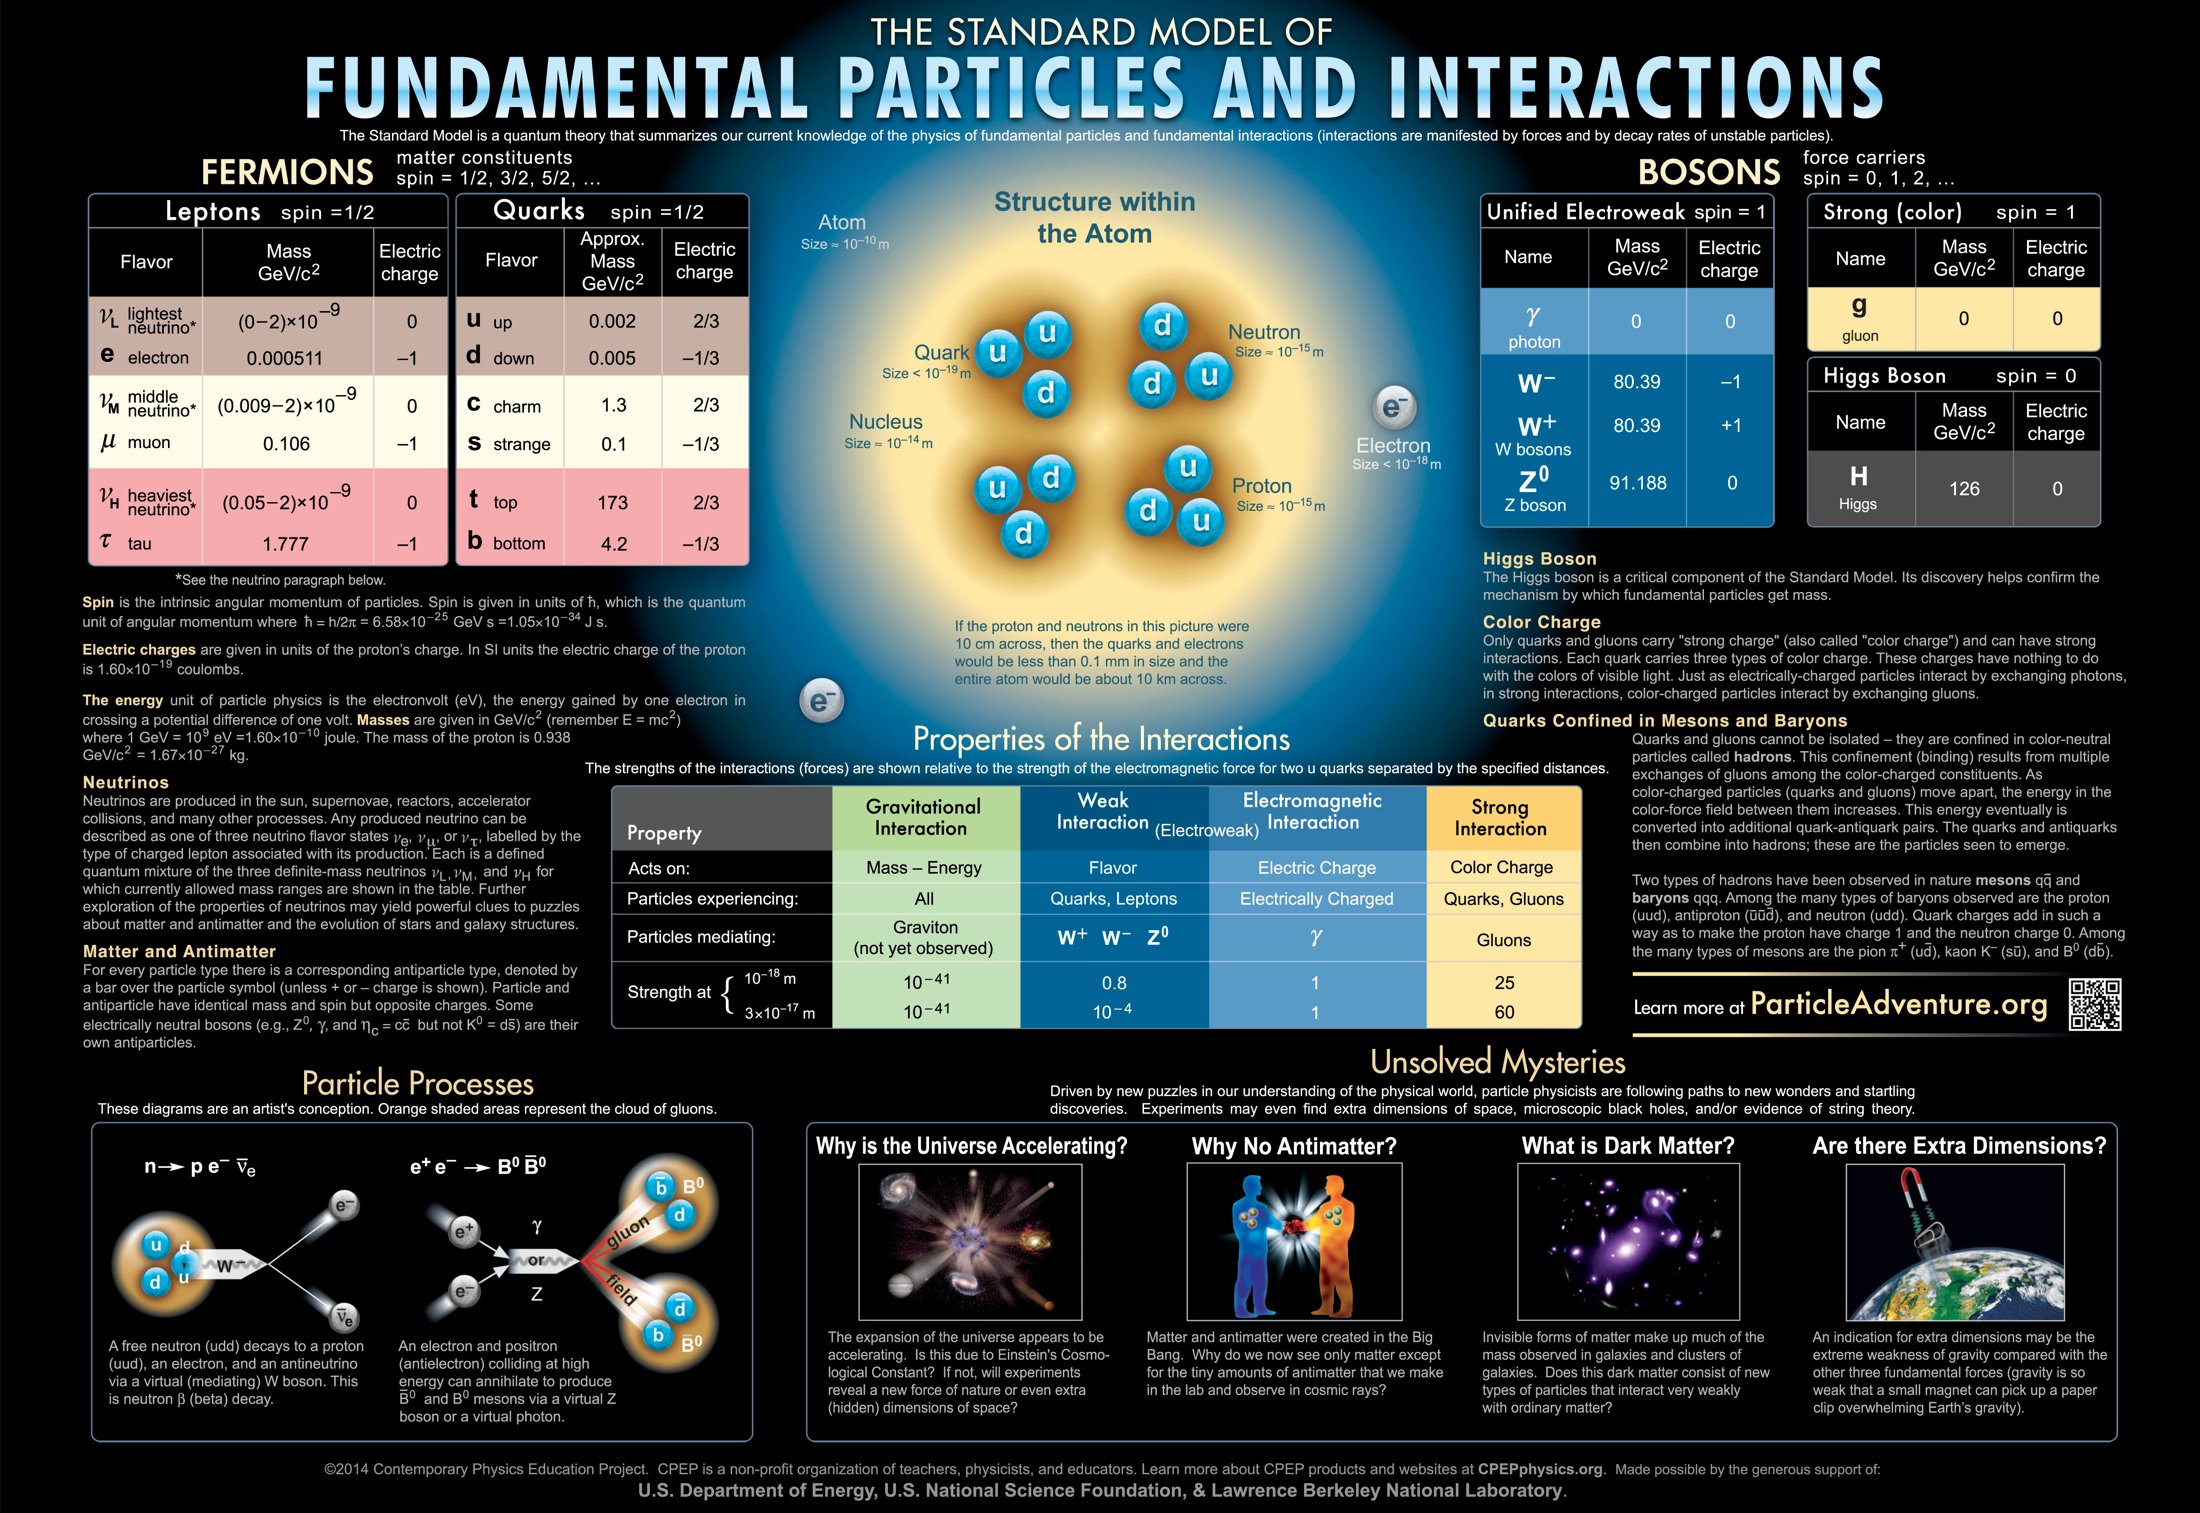 THE STANDARD MODEL OF
FUNDAMENTAL PARTICLES AND INTERACTIONS
The Standard Model is a quantum theory that summarizes our current knowledge of the physics of fundamental particles and fundamental interactions (interactions are manifested by forces and by decay rates of unstable particles).
FERMIONS
matter constituents
spin = 1/2, 3/2, 5/2, ...
Leptons spin =1/2
Flavor
Mass
GeV/c²
Electric
charge
νL lightest neutrino* (0–2)×10⁻⁹ 0
e electron 0.000511 –1
νM middle neutrino* (0.009–2)×10⁻⁹ 0
μ muon 0.106 –1
νH heaviest neutrino* (0.05–2)×10⁻⁹ 0
τ tau 1.777 –1
Quarks spin =1/2
Flavor
Approx.
Mass
GeV/c²
Electric
charge
u up 0.002 2/3
d down 0.005 –1/3
c charm 1.3 2/3
s strange 0.1 –1/3
t top 173 2/3
b bottom 4.2 –1/3
*See the neutrino paragraph below.
Spin is the intrinsic angular momentum of particles. Spin is given in units of ħ, which is the quantum
unit of angular momentum where ħ = h/2π = 6.58×10⁻²⁵ GeV s =1.05×10⁻³⁴ J s.
Electric charges are given in units of the proton's charge. In SI units the electric charge of the proton
is 1.60×10⁻¹⁹ coulombs.
The energy unit of particle physics is the electronvolt (eV), the energy gained by one electron in
crossing a potential difference of one volt. Masses are given in GeV/c² (remember E = mc²)
where 1 GeV = 10⁹ eV =1.60×10⁻¹⁰ joule. The mass of the proton is 0.938
GeV/c² = 1.67×10⁻²⁷ kg.
Neutrinos
Neutrinos are produced in the sun, supernovae, reactors, accelerator
collisions, and many other processes. Any produced neutrino can be
described as one of three neutrino flavor states νe, νμ, or ντ, labelled by the
type of charged lepton associated with its production. Each is a defined
quantum mixture of the three definite-mass neutrinos νL, νM, and νH for
which currently allowed mass ranges are shown in the table. Further
exploration of the properties of neutrinos may yield powerful clues to puzzles
about matter and antimatter and the evolution of stars and galaxy structures.
Matter and Antimatter
For every particle type there is a corresponding antiparticle type, denoted by
a bar over the particle symbol (unless + or – charge is shown). Particle and
antiparticle have identical mass and spin but opposite charges. Some
electrically neutral bosons (e.g., Z⁰, γ, and ηc = cc̄ but not K⁰ = ds̄) are their
own antiparticles.
Structure within
the Atom
Atom
Size ≈ 10⁻¹⁰ m
Quark
Size < 10⁻¹⁹ m
Nucleus
Size ≈ 10⁻¹⁴ m
Neutron
Size ≈ 10⁻¹⁵ m
Proton
Size ≈ 10⁻¹⁵ m
e⁻
Electron
Size < 10⁻¹⁸ m
u u d
d d u
u d d
u d u
e⁻
If the proton and neutrons in this picture were
10 cm across, then the quarks and electrons
would be less than 0.1 mm in size and the
entire atom would be about 10 km across.
BOSONS
force carriers
spin = 0, 1, 2, ...
Unified Electroweak spin = 1
Name
Mass
GeV/c²
Electric
charge
γ photon 0 0
W⁻ 80.39 –1
W⁺ 80.39 +1
W bosons
Z⁰ 91.188 0
Z boson
Strong (color) spin = 1
Name
Mass
GeV/c²
Electric
charge
g gluon 0 0
Higgs Boson spin = 0
Name
Mass
GeV/c²
Electric
charge
H Higgs 126 0
Higgs Boson
The Higgs boson is a critical component of the Standard Model. Its discovery helps confirm the
mechanism by which fundamental particles get mass.
Color Charge
Only quarks and gluons carry "strong charge" (also called "color charge") and can have strong
interactions. Each quark carries three types of color charge. These charges have nothing to do
with the colors of visible light. Just as electrically-charged particles interact by exchanging photons,
in strong interactions, color-charged particles interact by exchanging gluons.
Quarks Confined in Mesons and Baryons
Quarks and gluons cannot be isolated – they are confined in color-neutral
particles called hadrons. This confinement (binding) results from multiple
exchanges of gluons among the color-charged constituents. As
color-charged particles (quarks and gluons) move apart, the energy in the
color-force field between them increases. This energy eventually is
converted into additional quark-antiquark pairs. The quarks and antiquarks
then combine into hadrons; these are the particles seen to emerge.
Two types of hadrons have been observed in nature mesons qq̄ and
baryons qqq. Among the many types of baryons observed are the proton
(uud), antiproton (ūūd̄), and neutron (udd). Quark charges add in such a
way as to make the proton have charge 1 and the neutron charge 0. Among
the many types of mesons are the pion π⁺ (ud̄), kaon K⁻ (sū), and B⁰ (db̄).
Learn more at ParticleAdventure.org
Properties of the Interactions
The strengths of the interactions (forces) are shown relative to the strength of the electromagnetic force for two u quarks separated by the specified distances.
Property
Gravitational
Interaction
Weak
Interaction
(Electroweak)
Electromagnetic
Interaction
Strong
Interaction
Acts on: Mass – Energy Flavor Electric Charge Color Charge
Particles experiencing: All Quarks, Leptons Electrically Charged Quarks, Gluons
Particles mediating: Graviton (not yet observed) W⁺ W⁻ Z⁰ γ Gluons
Strength at { 10⁻¹⁸ m 10⁻⁴¹ 0.8 1 25
3×10⁻¹⁷ m 10⁻⁴¹ 10⁻⁴ 1 60
Particle Processes
These diagrams are an artist's conception. Orange shaded areas represent the cloud of gluons.
n→ p e⁻ ν̄e
u d d u W⁻ e⁻ ν̄e
A free neutron (udd) decays to a proton
(uud), an electron, and an antineutrino
via a virtual (mediating) W boson. This
is neutron β (beta) decay.
e⁺ e⁻ → B⁰ B̄⁰
e⁺ e⁻ γ or Z gluon field b̄ d B⁰ d̄ b B̄⁰
An electron and positron
(antielectron) colliding at high
energy can annihilate to produce
B̄⁰ and B⁰ mesons via a virtual Z
boson or a virtual photon.
Unsolved Mysteries
Driven by new puzzles in our understanding of the physical world, particle physicists are following paths to new wonders and startling
discoveries. Experiments may even find extra dimensions of space, microscopic black holes, and/or evidence of string theory.
Why is the Universe Accelerating?
The expansion of the universe appears to be
accelerating. Is this due to Einstein's Cosmo-
logical Constant? If not, will experiments
reveal a new force of nature or even extra
(hidden) dimensions of space?
Why No Antimatter?
Matter and antimatter were created in the Big
Bang. Why do we now see only matter except
for the tiny amounts of antimatter that we make
in the lab and observe in cosmic rays?
What is Dark Matter?
Invisible forms of matter make up much of the
mass observed in galaxies and clusters of
galaxies. Does this dark matter consist of new
types of particles that interact very weakly
with ordinary matter?
Are there Extra Dimensions?
An indication for extra dimensions may be the
extreme weakness of gravity compared with the
other three fundamental forces (gravity is so
weak that a small magnet can pick up a paper
clip overwhelming Earth's gravity).
©2014 Contemporary Physics Education Project. CPEP is a non-profit organization of teachers, physicists, and educators. Learn more about CPEP products and websites at CPEPphysics.org. Made possible by the generous support of:
U.S. Department of Energy, U.S. National Science Foundation, & Lawrence Berkeley National Laboratory.